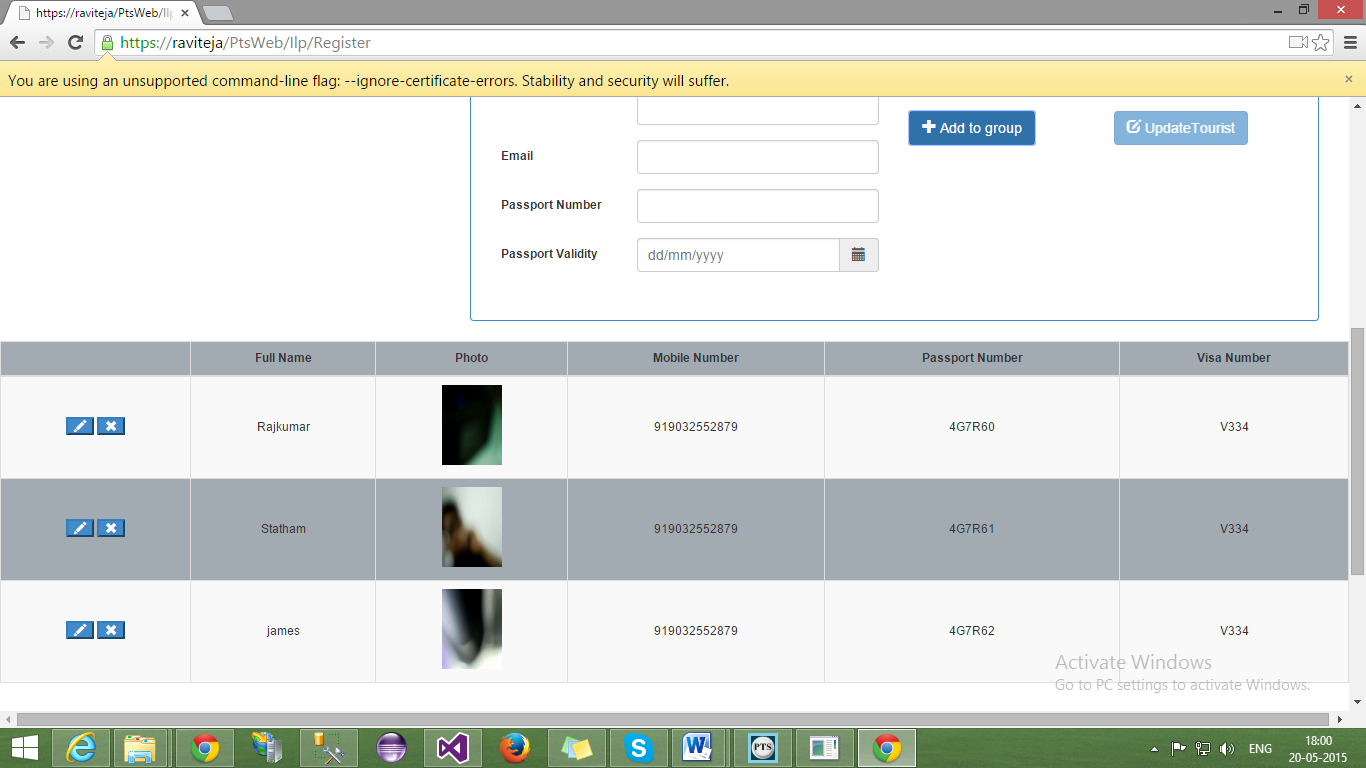 https://raviteja/PtsWeb/Ilp
https://raviteja/PtsWeb/Ilp/Register
You are using an unsupported command-line flag: --ignore-certificate-errors. Stability and security will suffer.
Add to group
UpdateTourist
Email
Passport Number
Passport Validity
dd/mm/yyyy
Full Name Photo Mobile Number Passport Number Visa Number
Rajkumar 919032552879 4G7R60 V334
Statham 919032552879 4G7R61 V334
james 919032552879 4G7R62 V334
Activate Windows
Go to PC settings to activate Windows.
PTS
ENG
18:00
20-05-2015